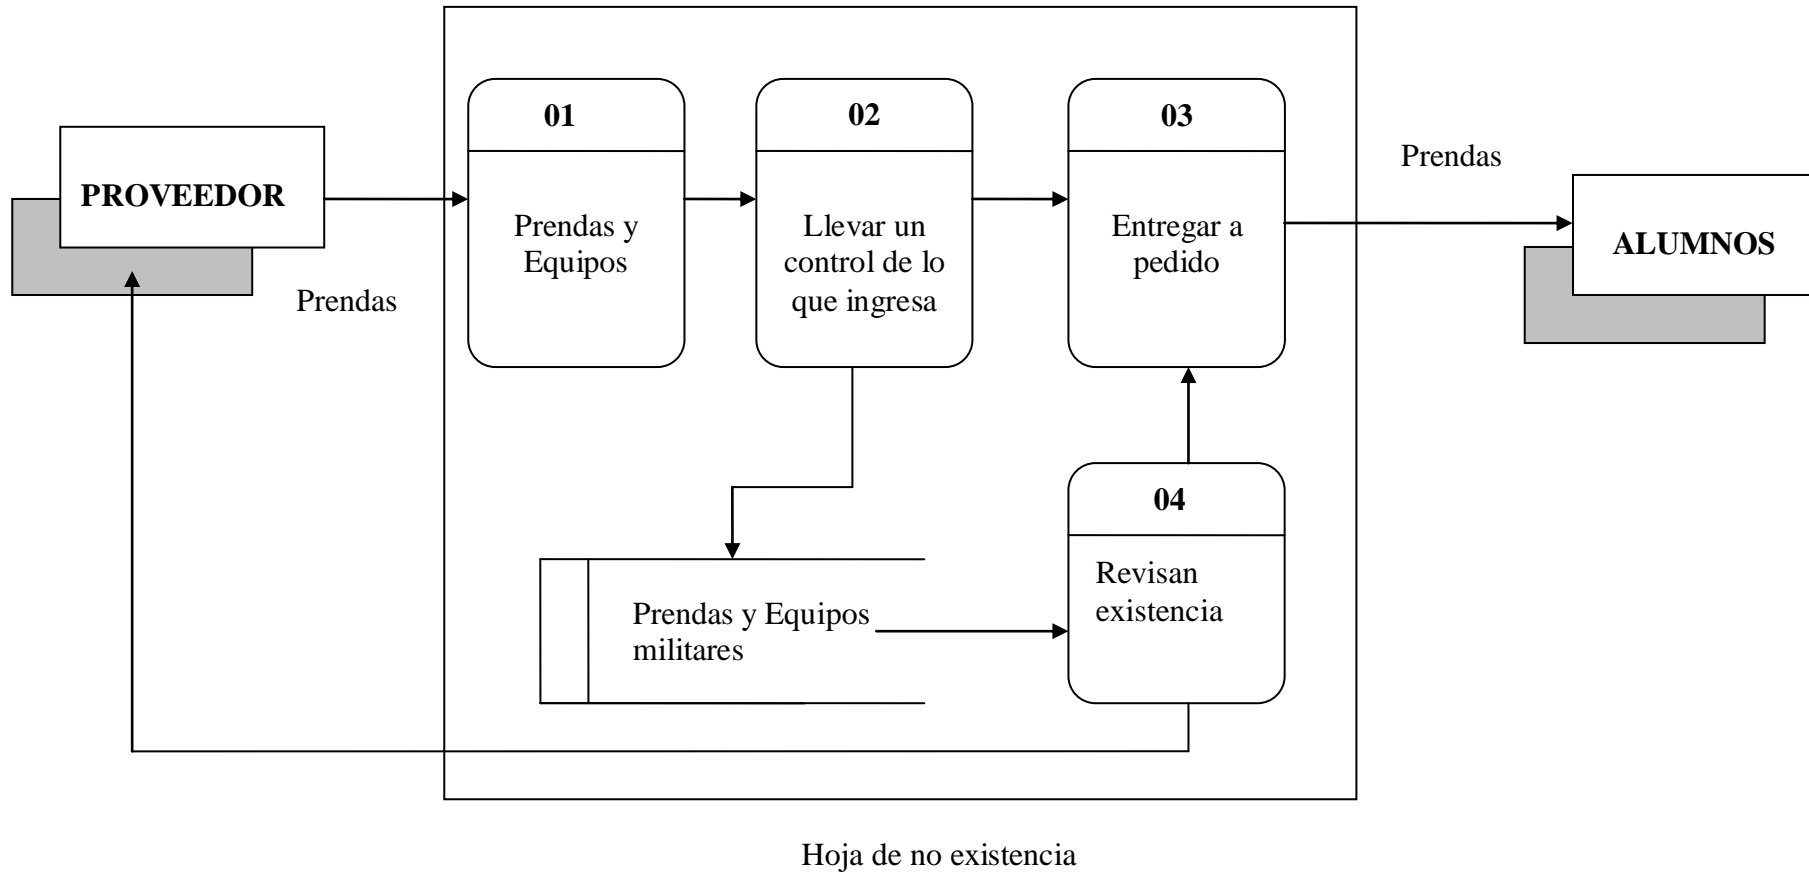 01
02
03
Prendas
PROVEEDOR
Prendas y
Equipos
Llevar un
control de lo
que ingresa
Entregar a
pedido
ALUMNOS
Prendas
04
Revisan
existencia
Prendas y Equipos
militares
Hoja de no existencia